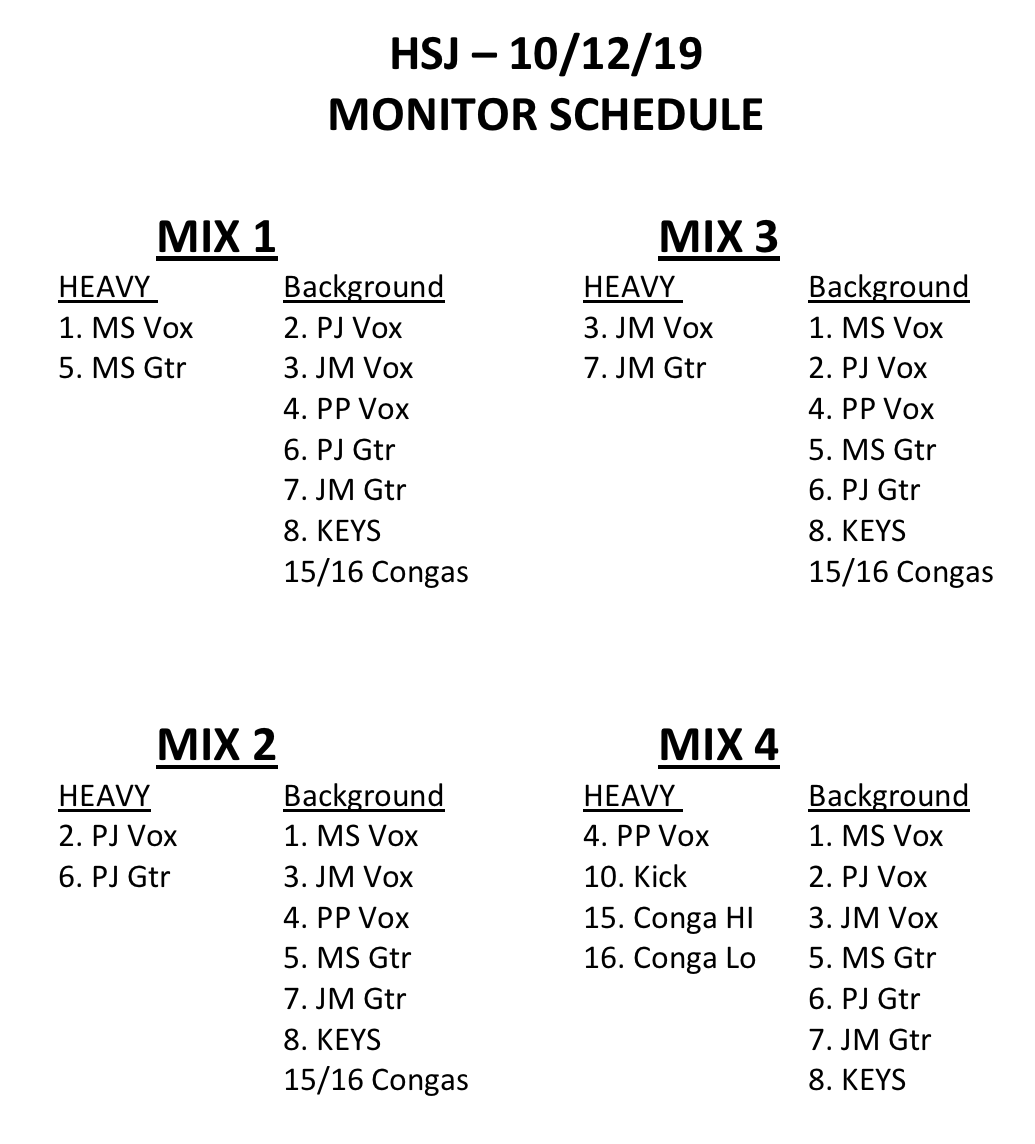 HSJ – 10/12/19
MONITOR SCHEDULE
MIX 1
HEAVY
1. MS Vox
5. MS Gtr
Background
2. PJ Vox
3. JM Vox
4. PP Vox
6. PJ Gtr
7. JM Gtr
8. KEYS
15/16 Congas
MIX 3
HEAVY
3. JM Vox
7. JM Gtr
Background
1. MS Vox
2. PJ Vox
4. PP Vox
5. MS Gtr
6. PJ Gtr
8. KEYS
15/16 Congas
MIX 2
HEAVY
2. PJ Vox
6. PJ Gtr
Background
1. MS Vox
3. JM Vox
4. PP Vox
5. MS Gtr
7. JM Gtr
8. KEYS
15/16 Congas
MIX 4
HEAVY
4. PP Vox
10. Kick
15. Conga HI
16. Conga Lo
Background
1. MS Vox
2. PJ Vox
3. JM Vox
5. MS Gtr
6. PJ Gtr
7. JM Gtr
8. KEYS